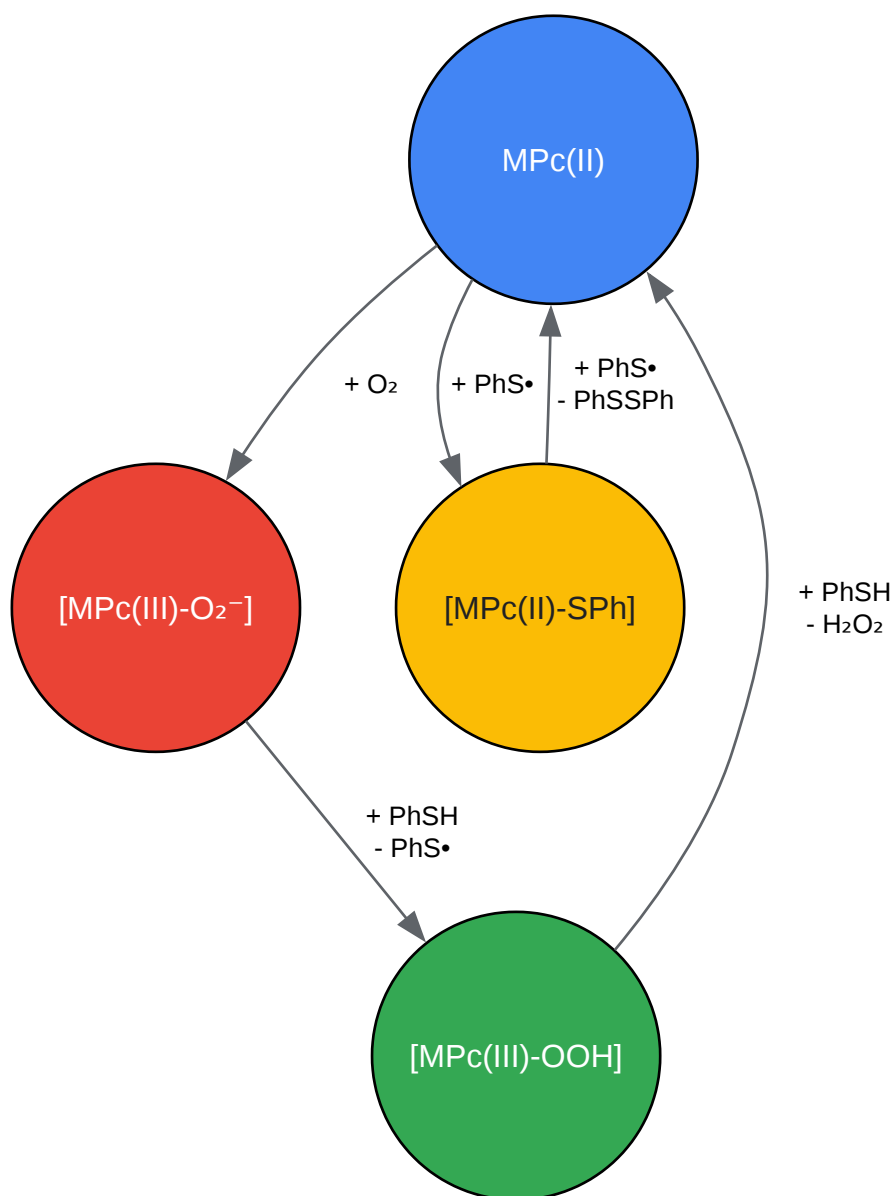 MPc(II)
+ O₂
+ PhS•
+ PhS•
- PhSSPh
[MPc(III)-O₂⁻]
[MPc(II)-SPh]
+ PhSH
- H₂O₂
+ PhSH
- PhS•
[MPc(III)-OOH]